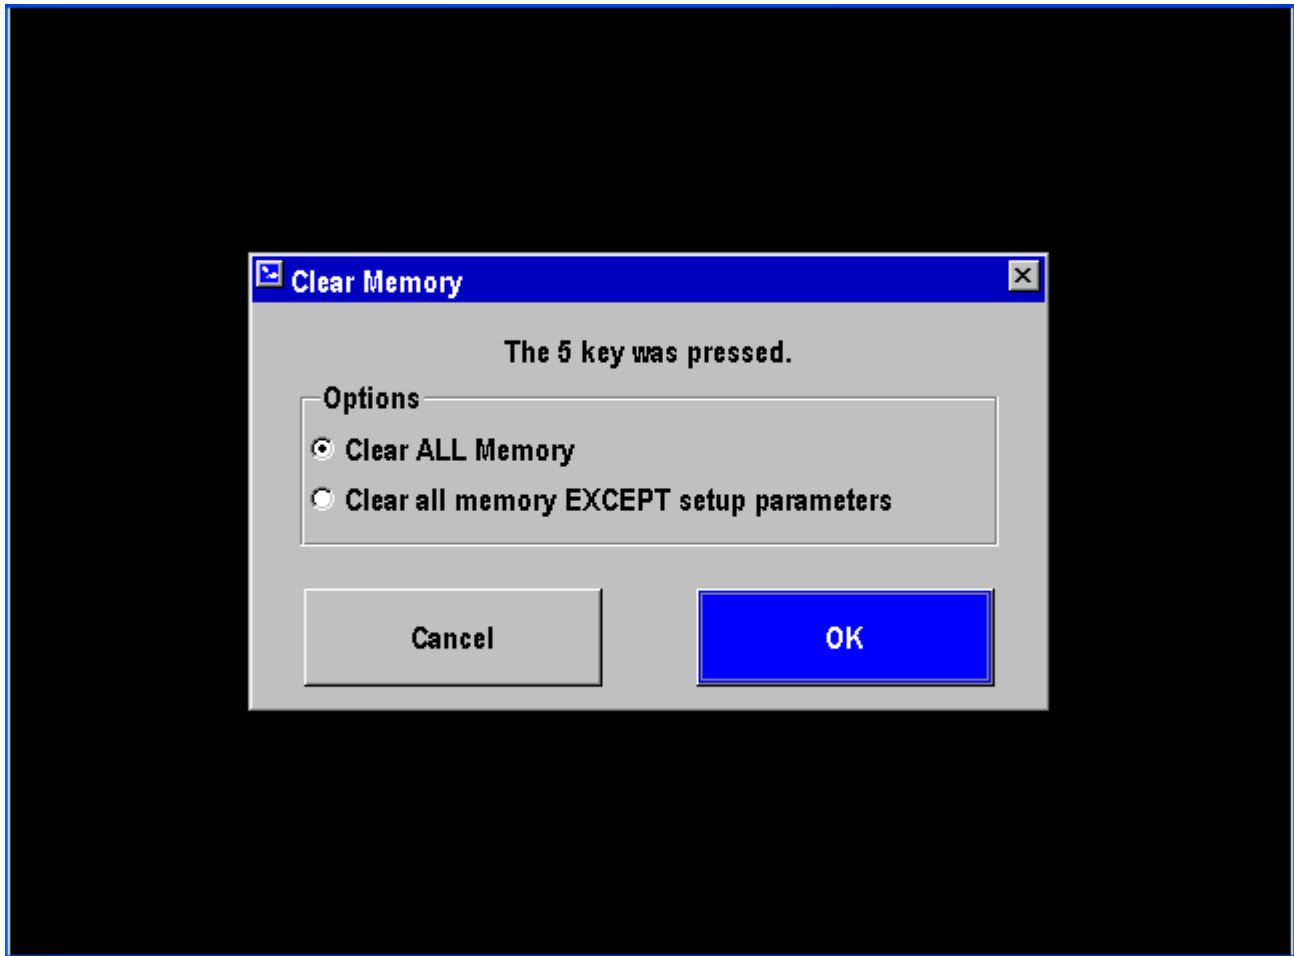 Clear Memory
The 5 key was pressed.
Options
Clear ALL Memory
Clear all memory EXCEPT setup parameters
Cancel
OK